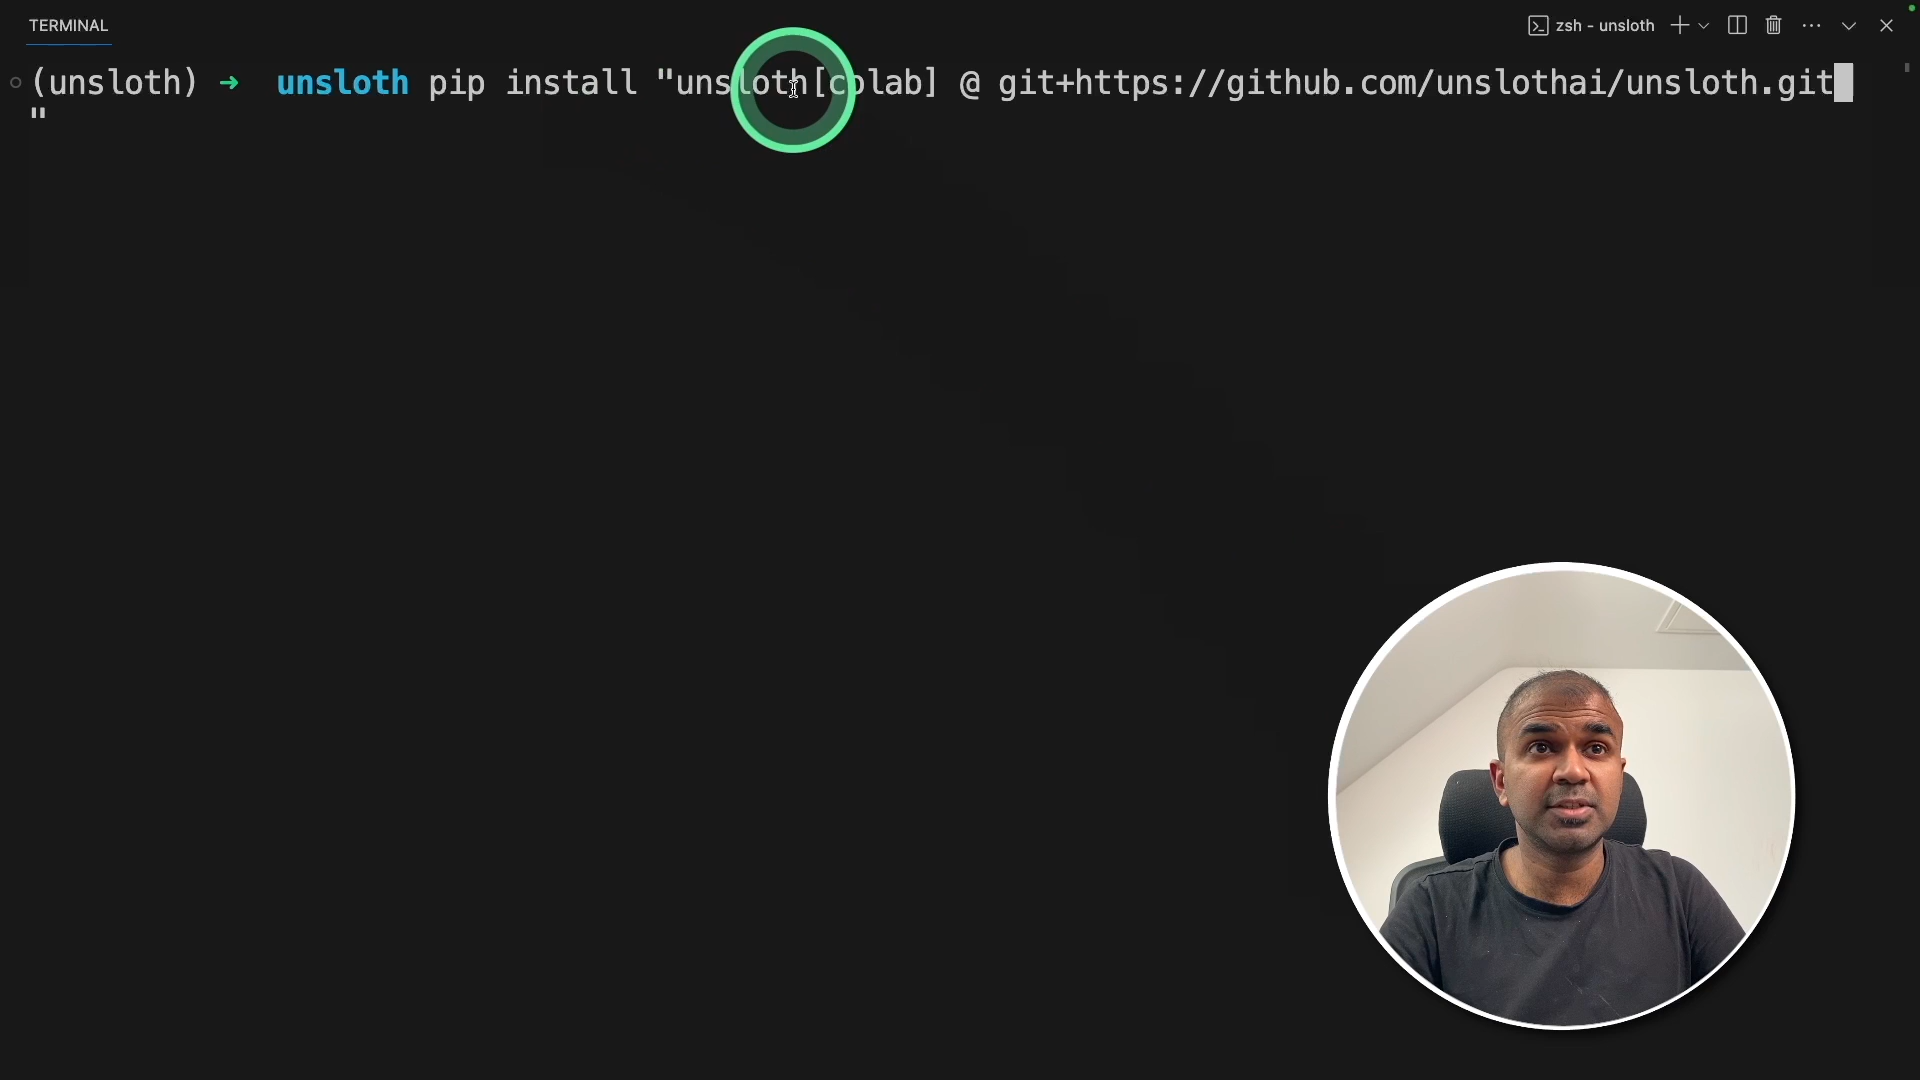 TERMINAL
zsh - unsloth
(unsloth) ➜ unsloth pip install "unsloth[colab] @ git+https://github.com/unslothai/unsloth.git
"